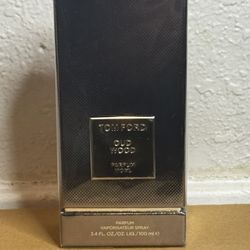 TOM FORD
OUD
WOOD
PARFUM
PARFUM
VAPORISATEUR SPRAY
3.4 FL. OZ./OZ. LIQ./100 ml ℮